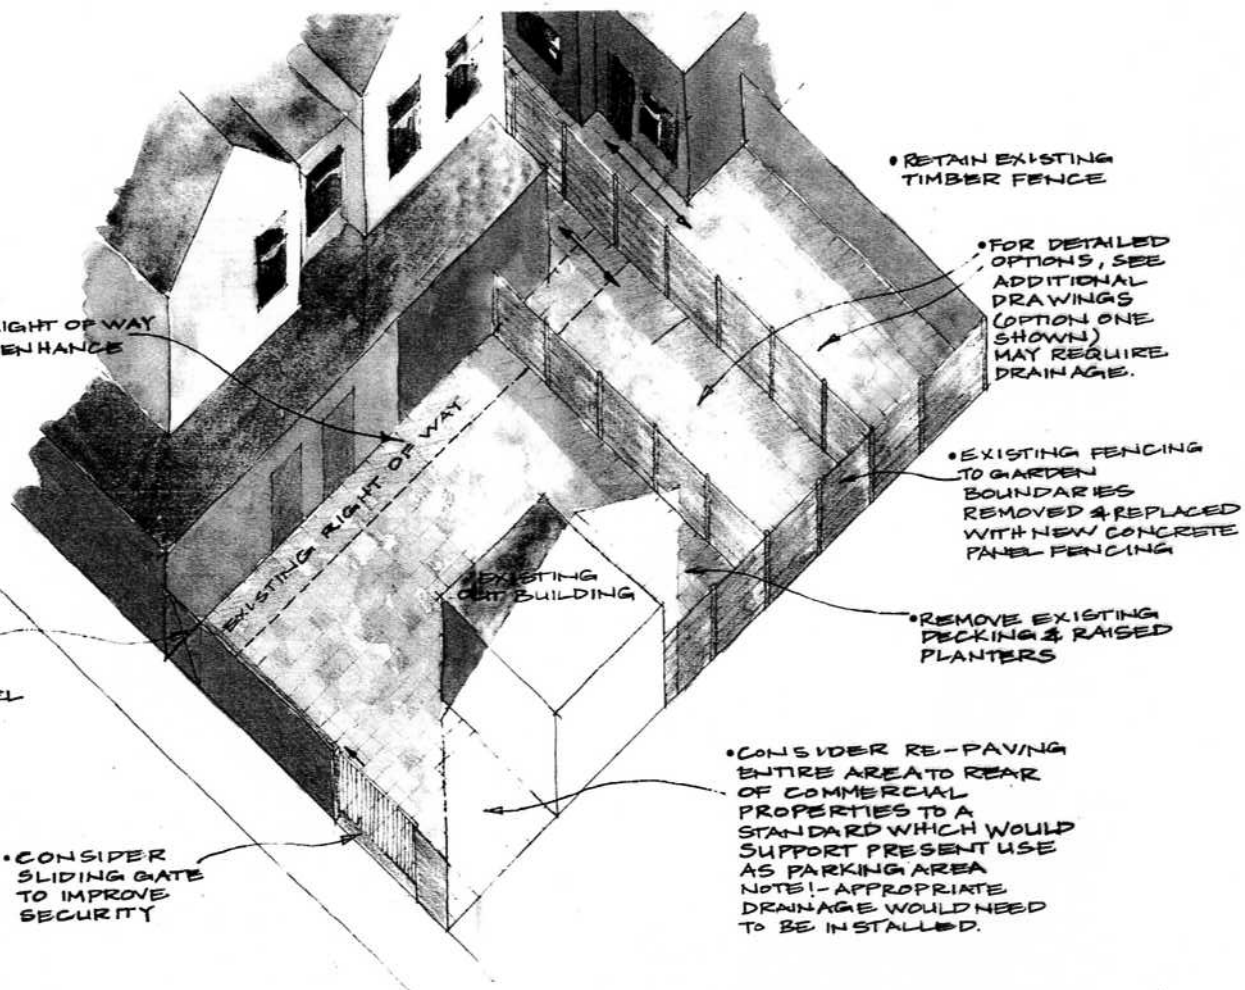 • RETAIN EXISTING
TIMBER FENCE
• FOR DETAILED
OPTIONS, SEE
ADDITIONAL
DRAWINGS
(OPTION ONE
SHOWN)
MAY REQUIRE
DRAINAGE.
IGHT OF WAY
ENHANCE
EXISTING RIGHT OF WAY
• EXISTING FENCING
TO GARDEN
BOUNDARIES
REMOVED & REPLACED
WITH NEW CONCRETE
PANEL FENCING
EXISTING
OUT BUILDING
• REMOVE EXISTING
DECKING & RAISED
PLANTERS
EL
• CONSIDER RE-PAVING
ENTIRE AREA TO REAR
OF COMMERCIAL
PROPERTIES TO A
STANDARD WHICH WOULD
SUPPORT PRESENT USE
AS PARKING AREA
NOTE! - APPROPRIATE
DRAINAGE WOULD NEED
TO BE INSTALLED.
• CONSIDER
SLIDING GATE
TO IMPROVE
SECURITY